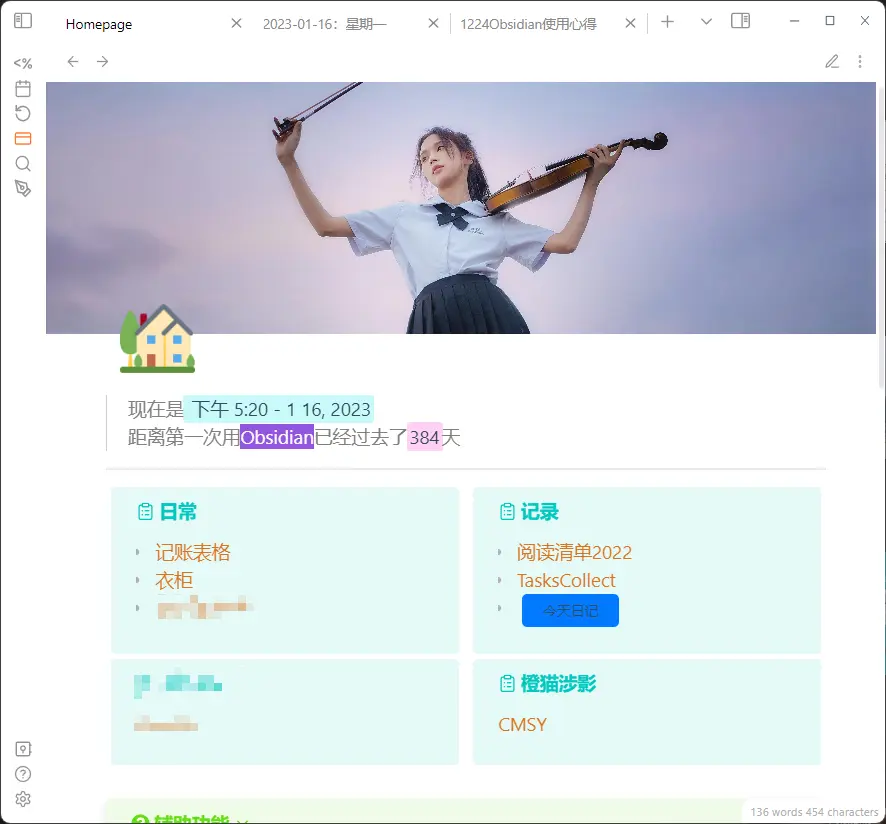 Homepage
2023-01-16：星期一
1224Obsidian使用心得
<%
现在是 下午 5:20 - 1 16, 2023
距离第一次用Obsidian已经过去了384天
日常
记账表格
衣柜
记录
阅读清单2022
TasksCollect
今天日记
橙猫涉影
CMSY
辅助功能
136 words 454 characters